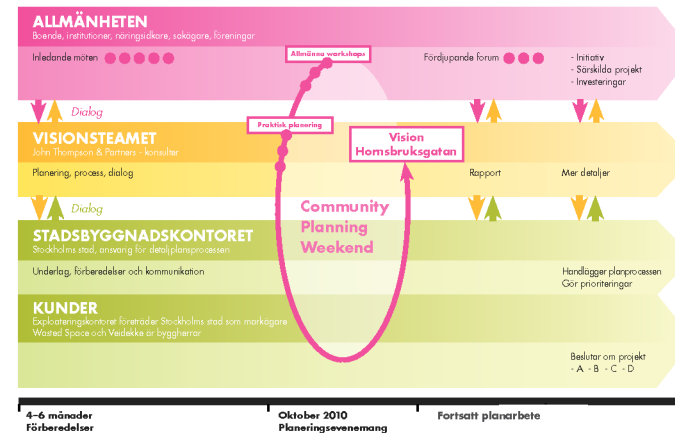 ALLMÄNHETEN
Boende, institutioner, näringsidkare, sakägare, föreningar
Inledande möten
Allmänna workshops
Fördjupande forum
- Initiativ
- Särskilda projekt
- Investeringar
Dialog
Praktisk planering
VISIONSTEAMET
John Thompson & Partners - konsulter
Vision
Hornsbruksgatan
Planering, process, dialog
Rapport
Mer detaljer
Dialog
Community
Planning
Weekend
STADSBYGGNADSKONTORET
Stockholms stad, ansvarig för detaljplansprocessen
Underlag, förberedelser och kommunikation
Handlägger planprocessen
Gör prioriteringar
KUNDER
Exploateringskontoret företräder Stockholms stad som markägare
Wasted Space och Veidekke är byggherrar
Beslutar om projekt
- A - B - C - D
4–6 månader
Förberedelser
Oktober 2010
Planeringsevenemang
Fortsatt planarbete